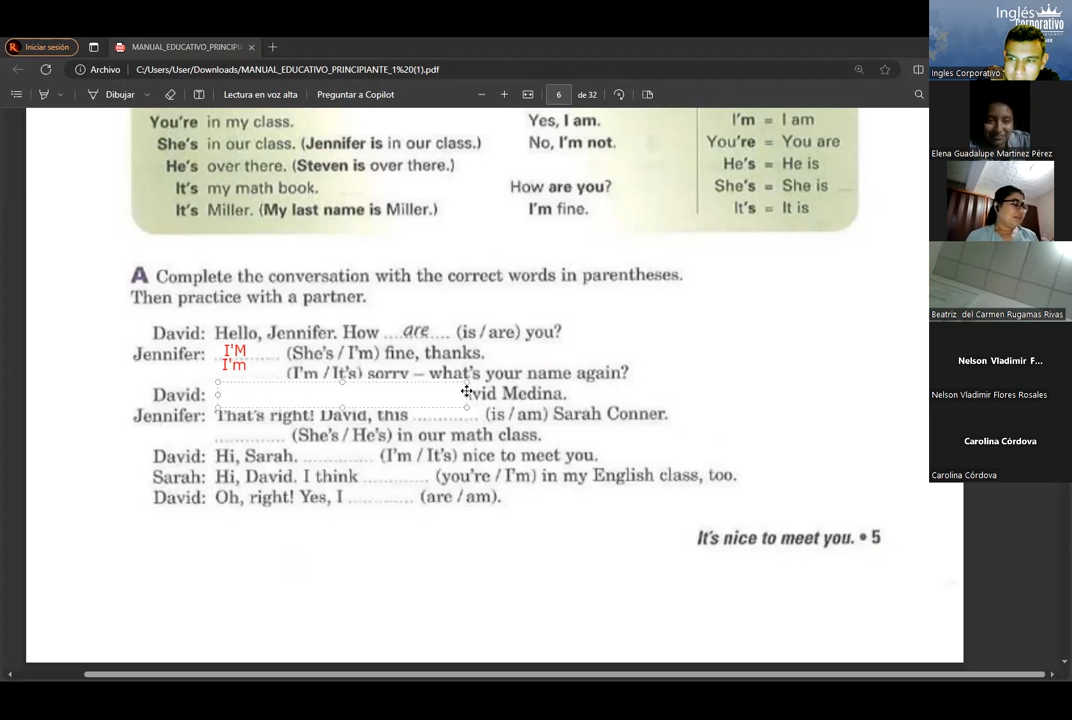 Iniciar sesión
MANUAL_EDUCATIVO_PRINCIPI
Archivo
C:/Users/User/Downloads/MANUAL_EDUCATIVO_PRINCIPIANTE_1%20(1).pdf
Dibujar
Lectura en voz alta
Preguntar a Copilot
6
de 32
You're in my class.
She's in our class. (Jennifer is in our class.)
He's over there. (Steven is over there.)
It's my math book.
It's Miller. (My last name is Miller.)
Yes, I am.
No, I'm not.
How are you?
I'm fine.
I'm = I am
You're = You are
He's = He is
She's = She is
It's = It is
A Complete the conversation with the correct words in parentheses.
Then practice with a partner.
David: Hello, Jennifer. How ....are.... (is / are) you?
Jennifer: I'M (She's / I'm) fine, thanks.
I'm (I'm / It's) sorry – what's your name again?
David: vid Medina.
Jennifer: That's right! David, this ............ (is / am) Sarah Conner.
............ (She's / He's) in our math class.
David: Hi, Sarah. ............ (I'm / It's) nice to meet you.
Sarah: Hi, David. I think ............ (you're / I'm) in my English class, too.
David: Oh, right! Yes, I ............ (are / am).
It's nice to meet you. • 5
Inglés
Corporativo
Ingles Corporativo
Elena Guadalupe Martinez Pérez
Beatriz del Carmen Rugamas Rivas
Nelson Vladimir F...
Nelson Vladimir Flores Rosales
Carolina Córdova
Carolina Córdova